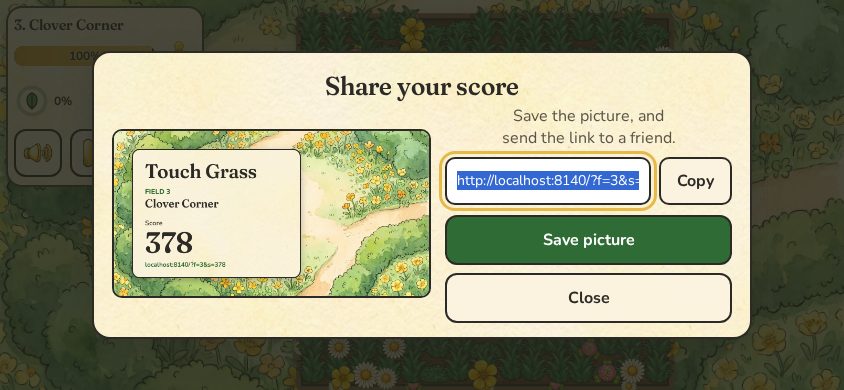 3. Clover Corner
100%
0%
Share your score
Save the picture, and
send the link to a friend.
Touch Grass
FIELD 3
Clover Corner
Score
378
localhost:8140/?f=3&s=378
http://localhost:8140/?f=3&s=
Copy
Save picture
Close